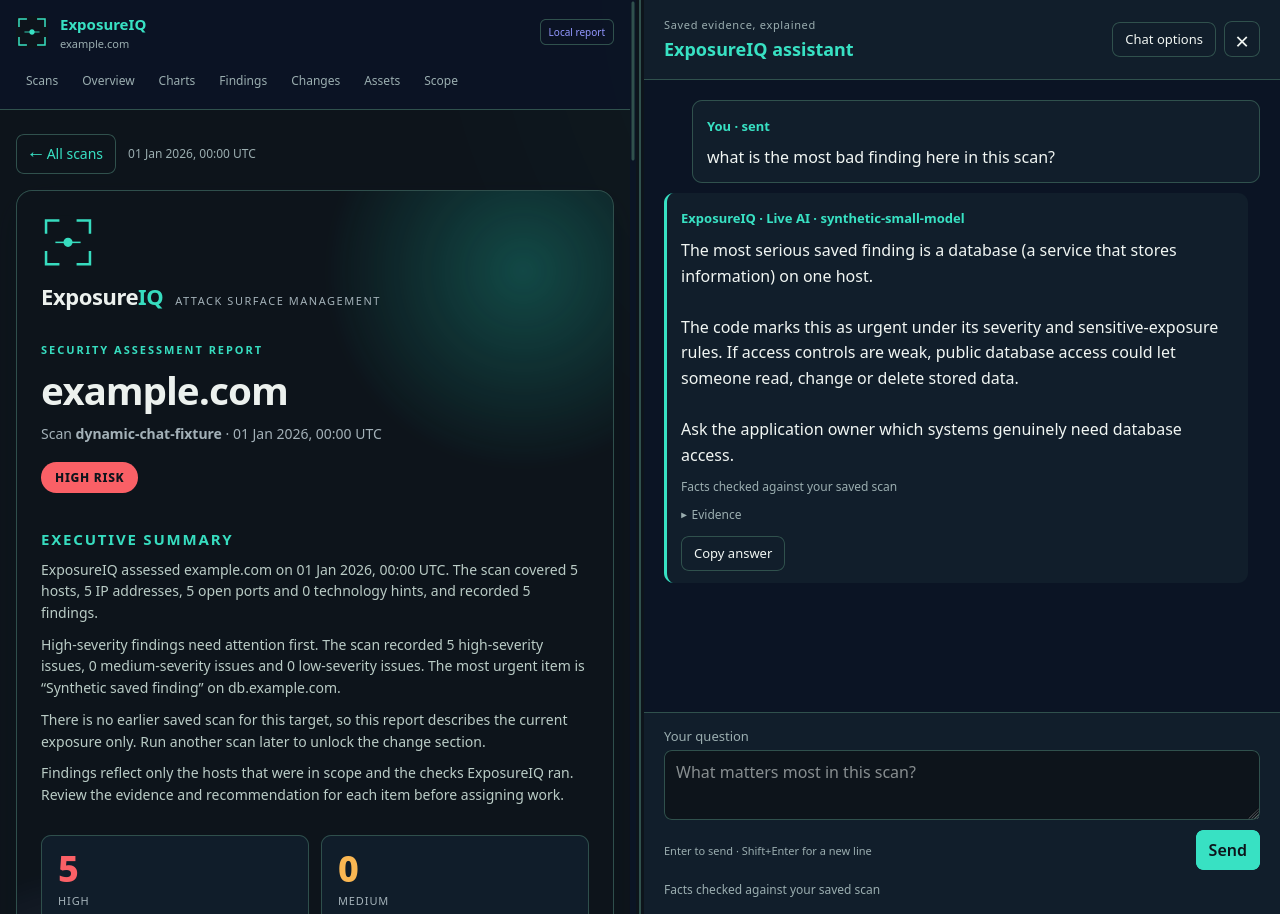 ExposureIQ
example.com
Local report
Scans Overview Charts Findings Changes Assets Scope
← All scans
01 Jan 2026, 00:00 UTC
ExposureIQ ATTACK SURFACE MANAGEMENT
SECURITY ASSESSMENT REPORT
example.com
Scan dynamic-chat-fixture · 01 Jan 2026, 00:00 UTC
HIGH RISK
EXECUTIVE SUMMARY
ExposureIQ assessed example.com on 01 Jan 2026, 00:00 UTC. The scan covered 5
hosts, 5 IP addresses, 5 open ports and 0 technology hints, and recorded 5
findings.
High-severity findings need attention first. The scan recorded 5 high-severity
issues, 0 medium-severity issues and 0 low-severity issues. The most urgent item is
“Synthetic saved finding” on db.example.com.
There is no earlier saved scan for this target, so this report describes the current
exposure only. Run another scan later to unlock the change section.
Findings reflect only the hosts that were in scope and the checks ExposureIQ ran.
Review the evidence and recommendation for each item before assigning work.
5
HIGH
0
MEDIUM
Saved evidence, explained
ExposureIQ assistant
Chat options
✕
You · sent
what is the most bad finding here in this scan?
ExposureIQ · Live AI · synthetic-small-model
The most serious saved finding is a database (a service that stores
information) on one host.
The code marks this as urgent under its severity and sensitive-exposure
rules. If access controls are weak, public database access could let
someone read, change or delete stored data.
Ask the application owner which systems genuinely need database
access.
Facts checked against your saved scan
▸ Evidence
Copy answer
Your question
What matters most in this scan?
Enter to send · Shift+Enter for a new line
Send
Facts checked against your saved scan